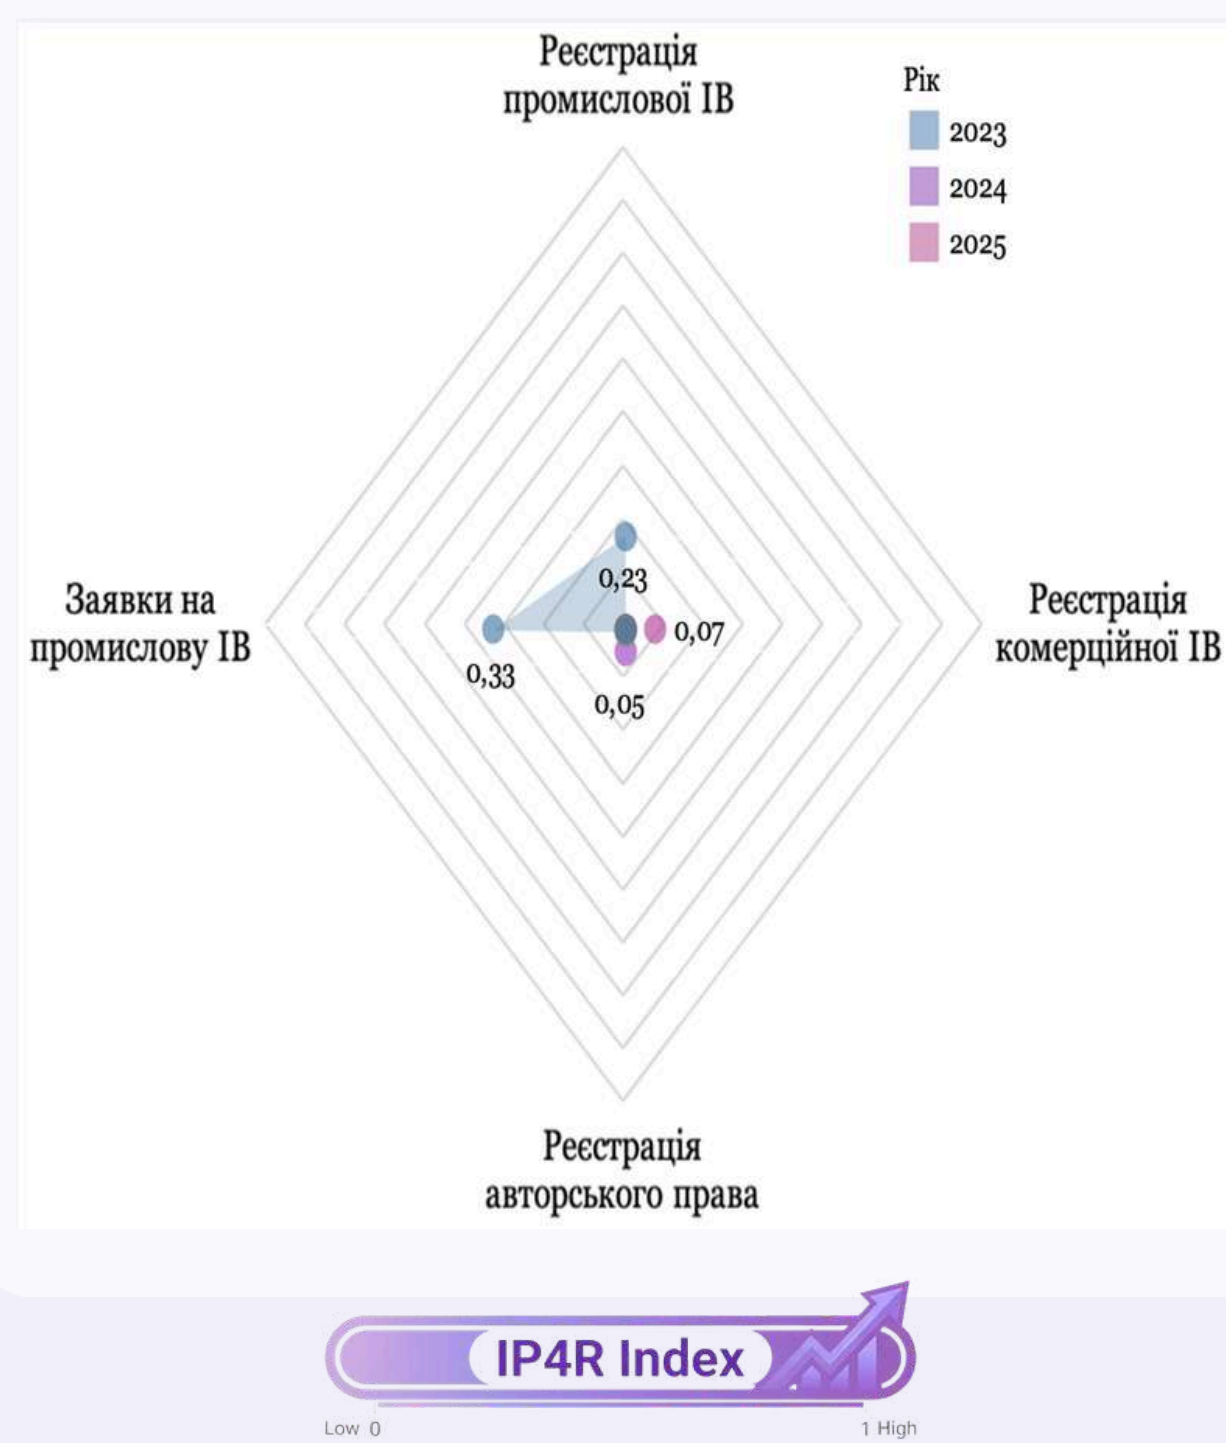 Реєстрація
промислової ІВ
Рік
2023
2024
2025
0,23
Заявки на
промислову ІВ
0,07
Реєстрація
комерційної ІВ
0,33
0,05
Реєстрація
авторського права
IP4R Index
Low 0
1 High